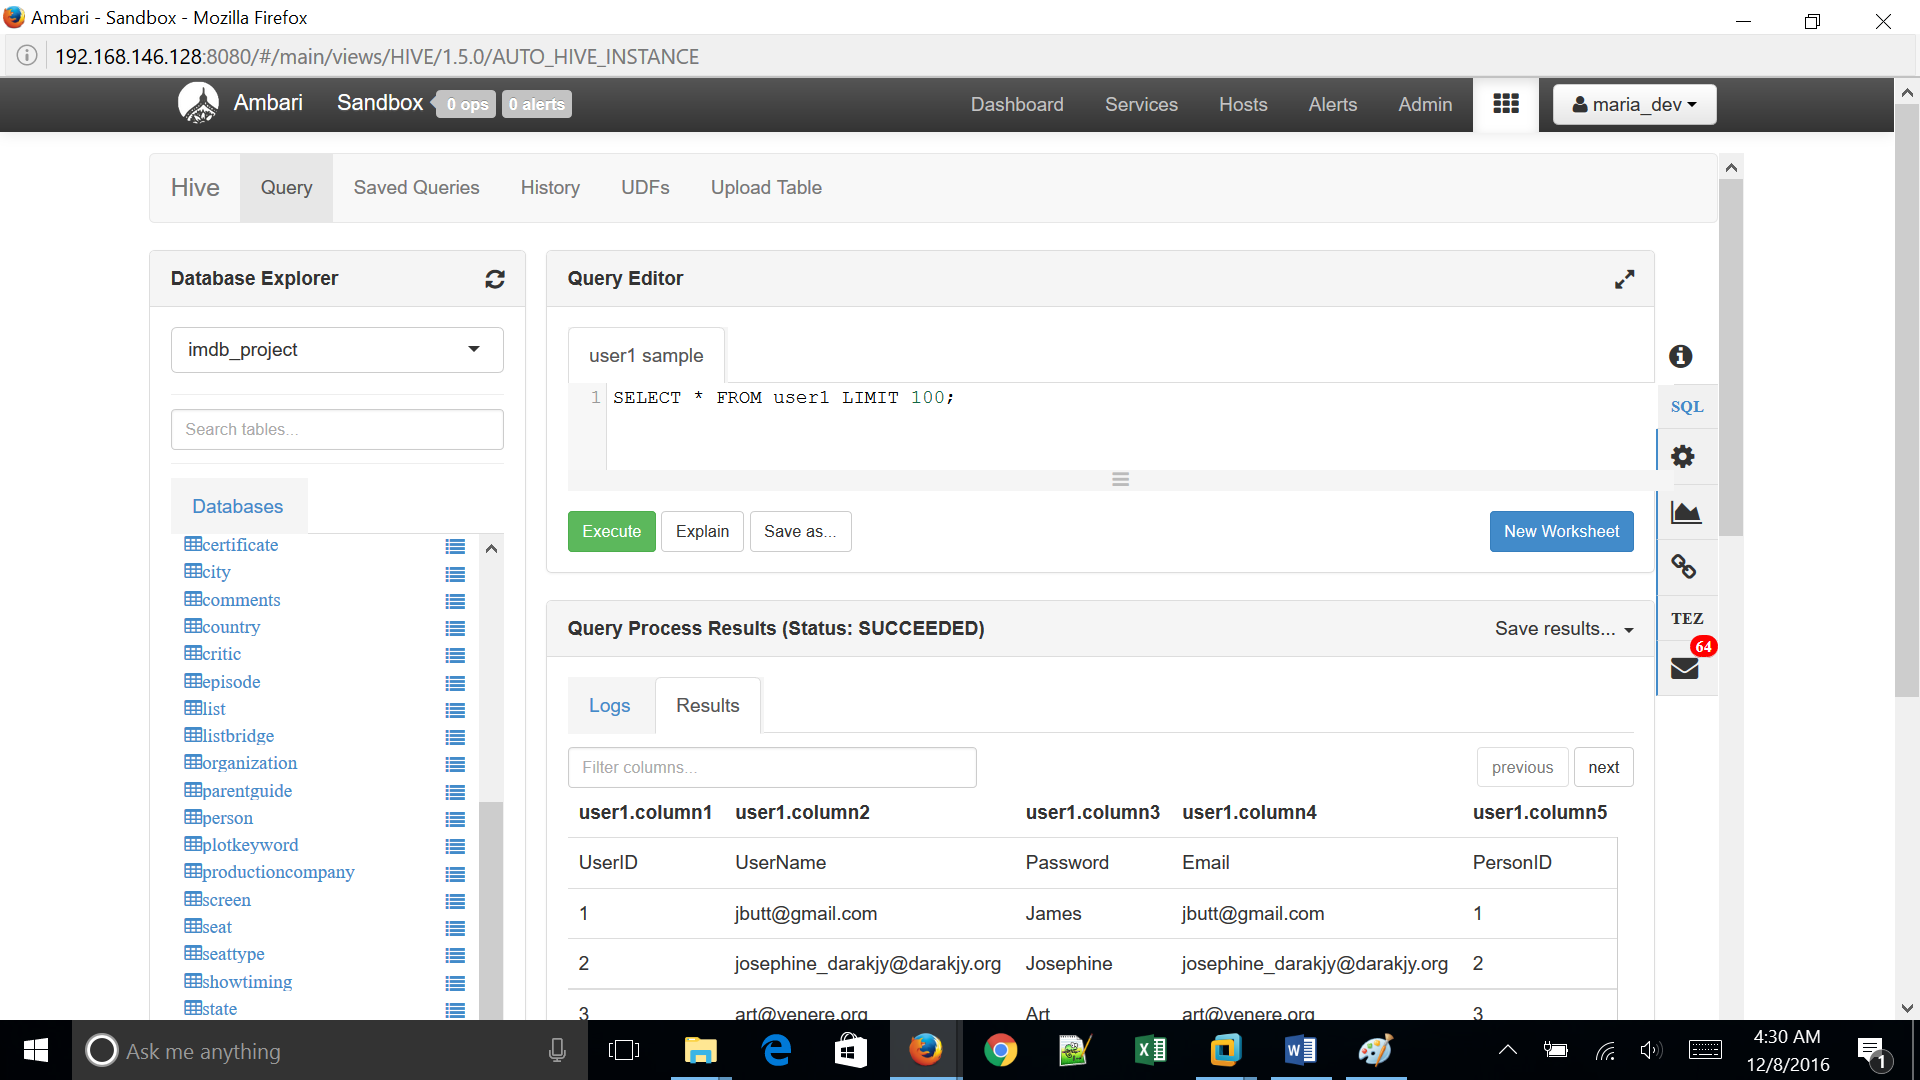 Ambari - Sandbox - Mozilla Firefox
192.168.146.128:8080/#/main/views/HIVE/1.5.0/AUTO_HIVE_INSTANCE
Ambari Sandbox 0 ops 0 alerts Dashboard Services Hosts Alerts Admin maria_dev
Hive Query Saved Queries History UDFs Upload Table
Database Explorer
imdb_project
Search tables...
Databases
certificate
city
comments
country
critic
episode
list
listbridge
organization
parentguide
person
plotkeyword
productioncompany
screen
seat
seattype
showtiming
state
Query Editor
user1 sample
1 SELECT * FROM user1 LIMIT 100;
Execute Explain Save as... New Worksheet
SQL
TEZ
64
Query Process Results (Status: SUCCEEDED) Save results...
Logs Results
Filter columns... previous next
user1.column1 user1.column2 user1.column3 user1.column4 user1.column5
UserID UserName Password Email PersonID
1 jbutt@gmail.com James jbutt@gmail.com 1
2 josephine_darakjy@darakjy.org Josephine josephine_darakjy@darakjy.org 2
3 art@venere.org Art art@venere.org 3
Ask me anything
4:30 AM
12/8/2016
1